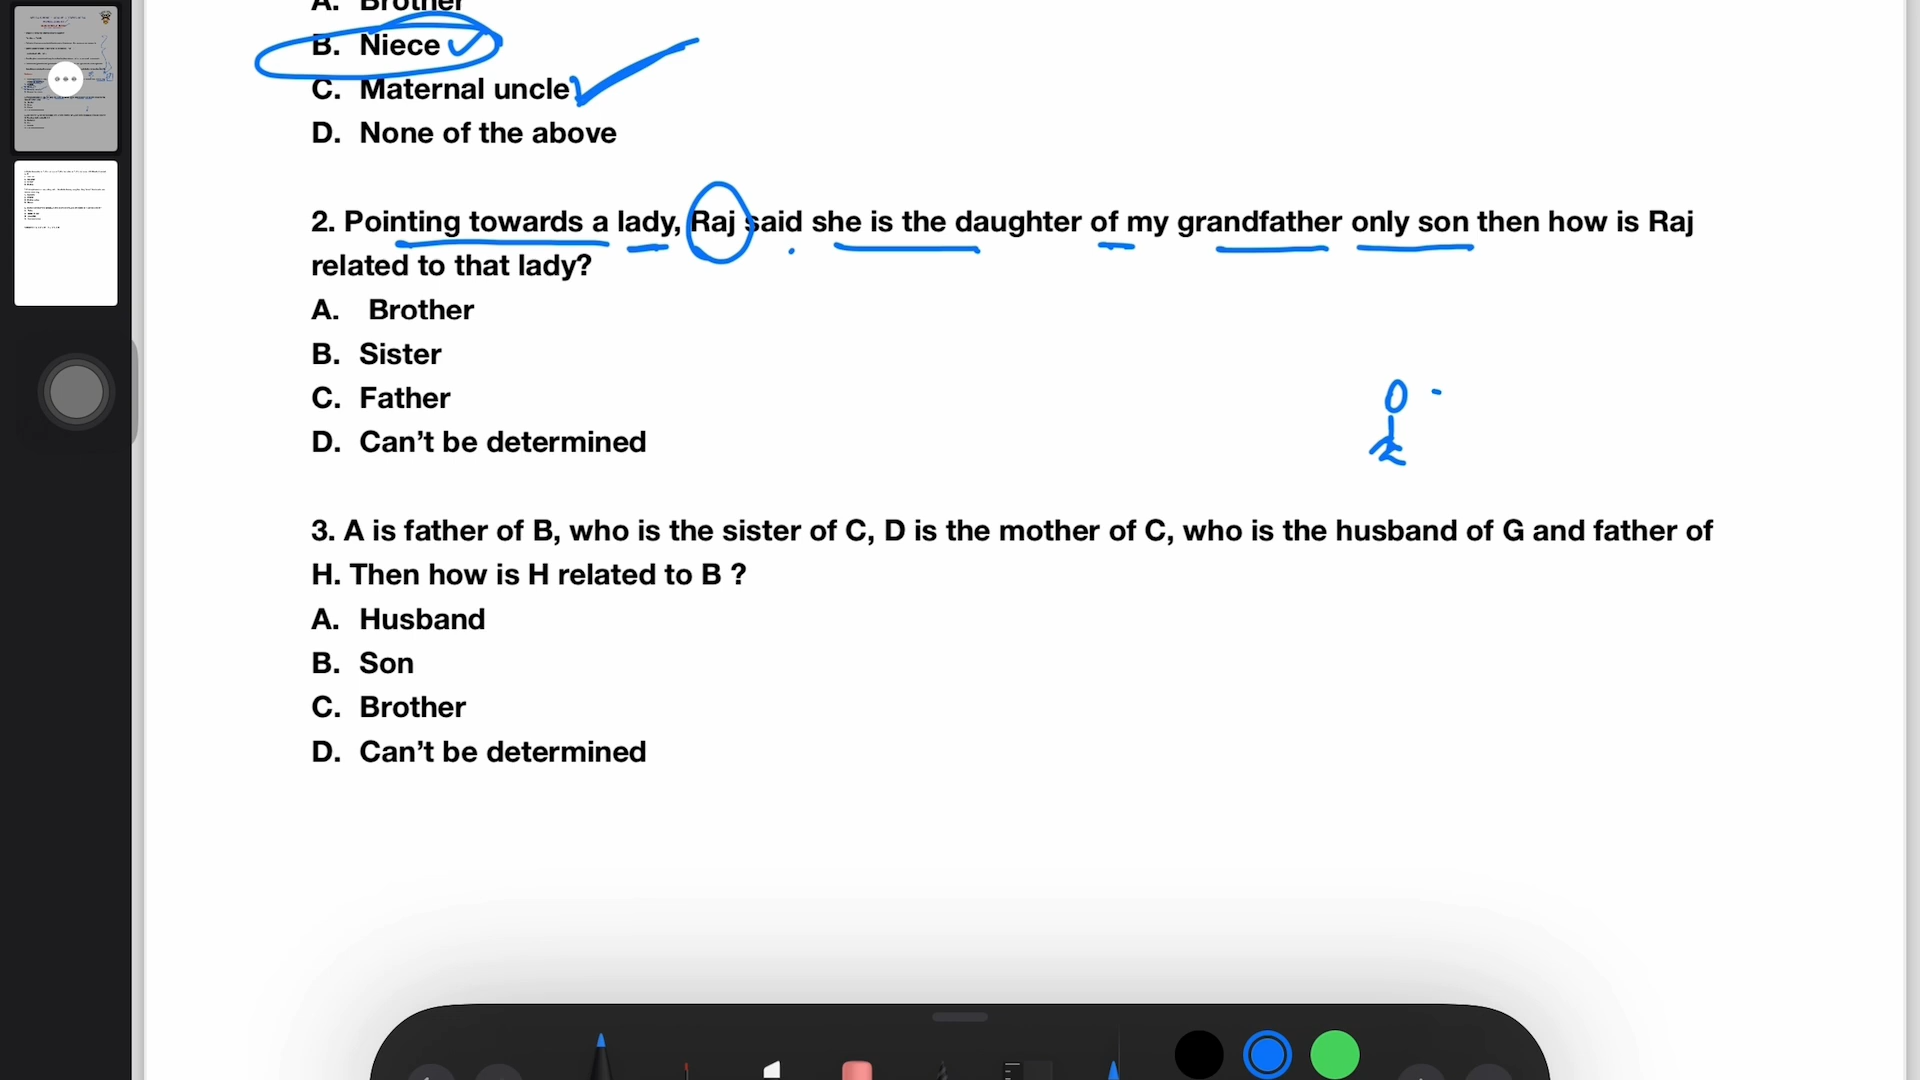 A. Brother
B. Niece
C. Maternal uncle
D. None of the above
2. Pointing towards a lady, Raj said she is the daughter of my grandfather only son then how is Raj
related to that lady?
A. Brother
B. Sister
C. Father
D. Can’t be determined
3. A is father of B, who is the sister of C, D is the mother of C, who is the husband of G and father of
H. Then how is H related to B ?
A. Husband
B. Son
C. Brother
D. Can’t be determined